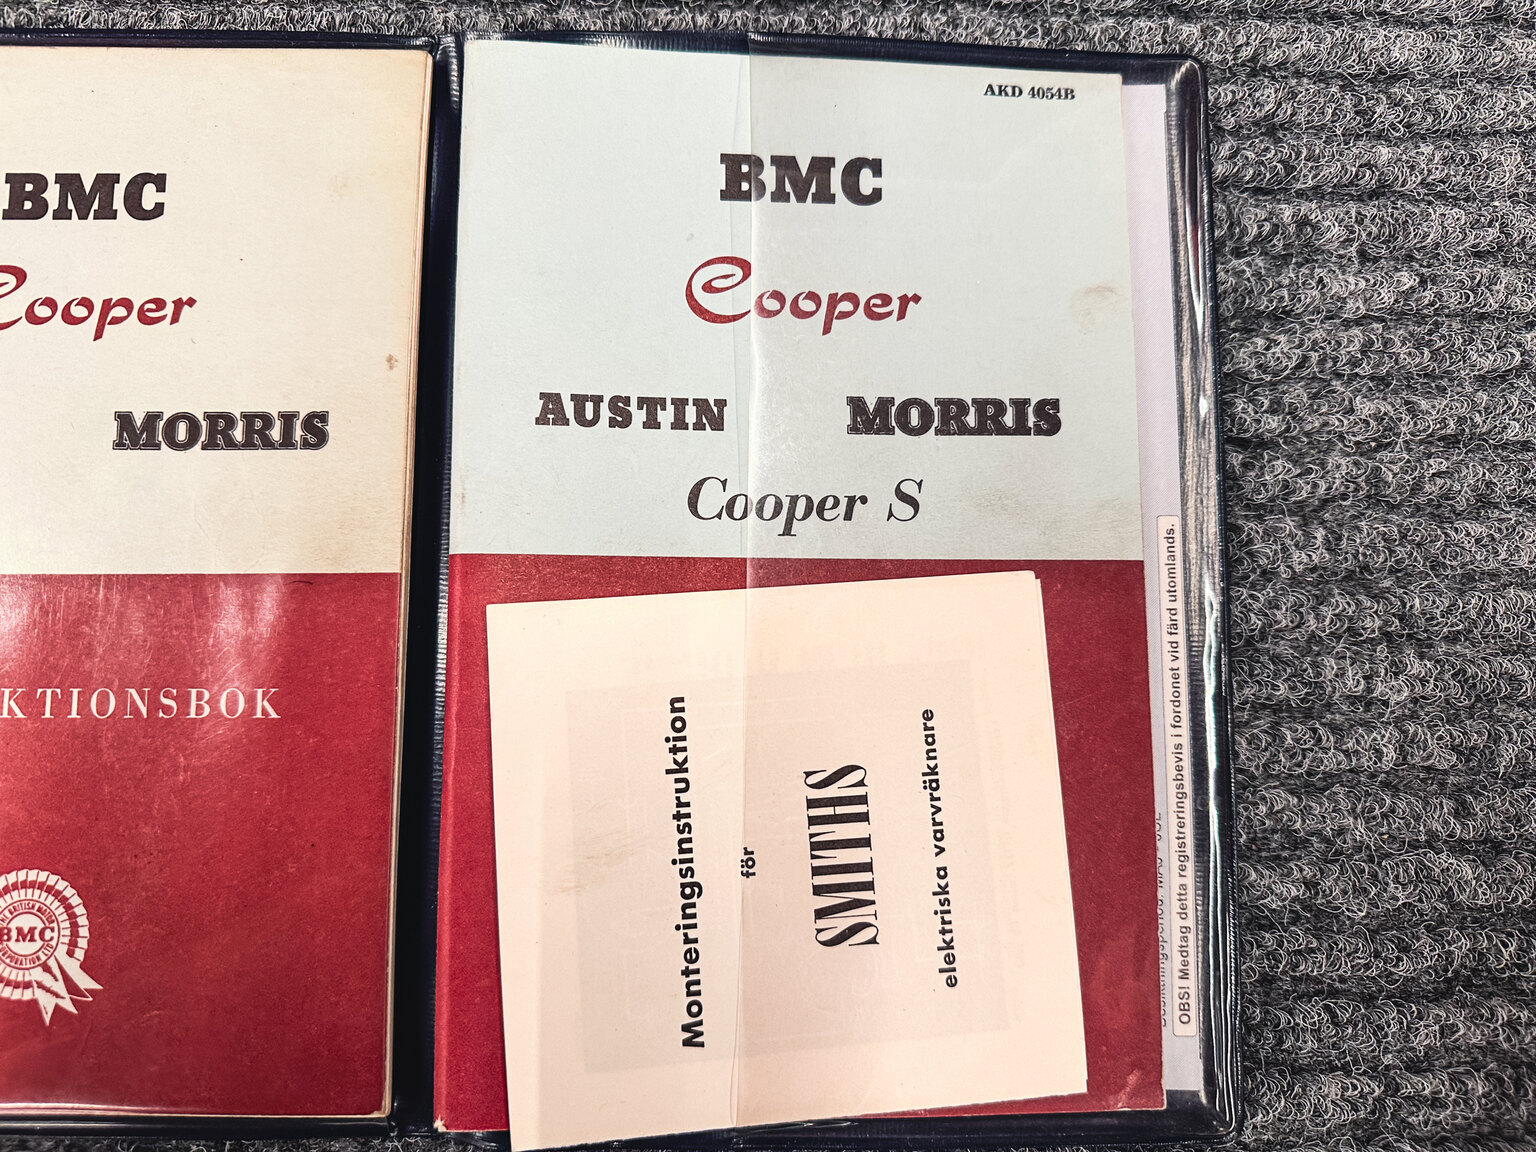 BMC
Cooper
MORRIS
KTIONSBOK
BMC
AKD 4054B
BMC
Cooper
AUSTIN MORRIS
Cooper S
Monteringsinstruktion
för
SMITHS
elektriska varvräknare
OBS! Medtag detta registreringsbevis i fordonet vid färd utomlands.